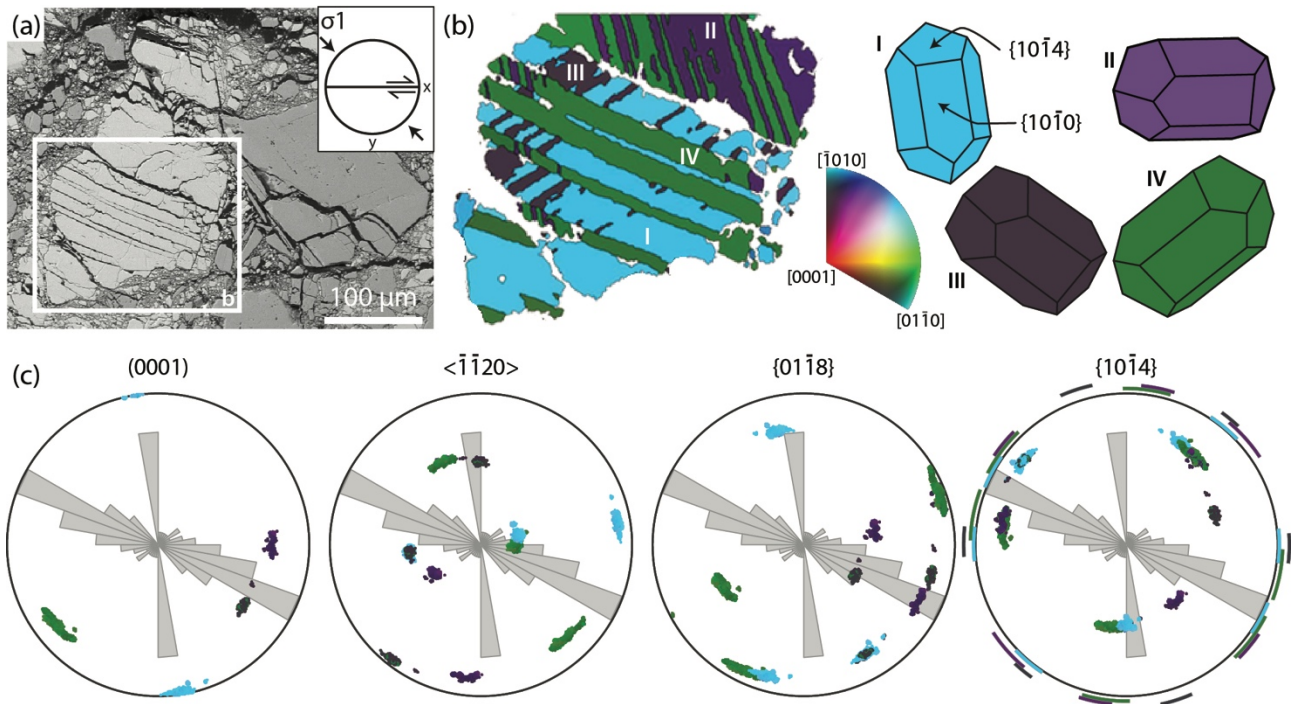 (a)
σ1
x
y
b
100 µm
(b)
II
III
IV
I
[1̄010]
[0001]
[011̄0]
I
{101̄4}
{101̄0}
II
III
IV
(c)
(0001)
<1̄1̄20>
{011̄8}
{101̄4}